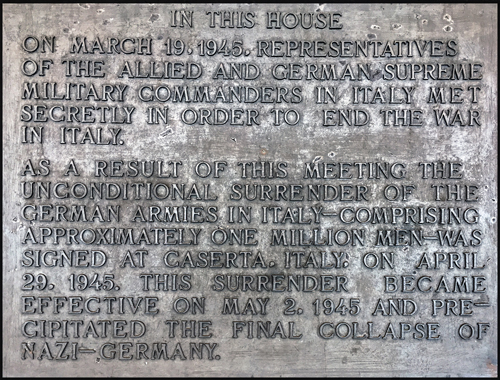 IN THIS HOUSE
ON MARCH 19. 1945. REPRESENTATIVES
OF THE ALLIED AND GERMAN SUPREME
MILITARY COMMANDERS IN ITALY MET
SECRETLY IN ORDER TO END THE WAR
IN ITALY.
AS A RESULT OF THIS MEETING THE
UNCONDITIONAL SURRENDER OF THE
GERMAN ARMIES IN ITALY—COMPRISING
APPROXIMATELY ONE MILLION MEN—WAS
SIGNED AT CASERTA. ITALY: ON APRIL
29. 1945. THIS SURRENDER BECAME
EFFECTIVE ON MAY 2. 1945 AND PRE-
CIPITATED THE FINAL COLLAPSE OF
NAZI-GERMANY.